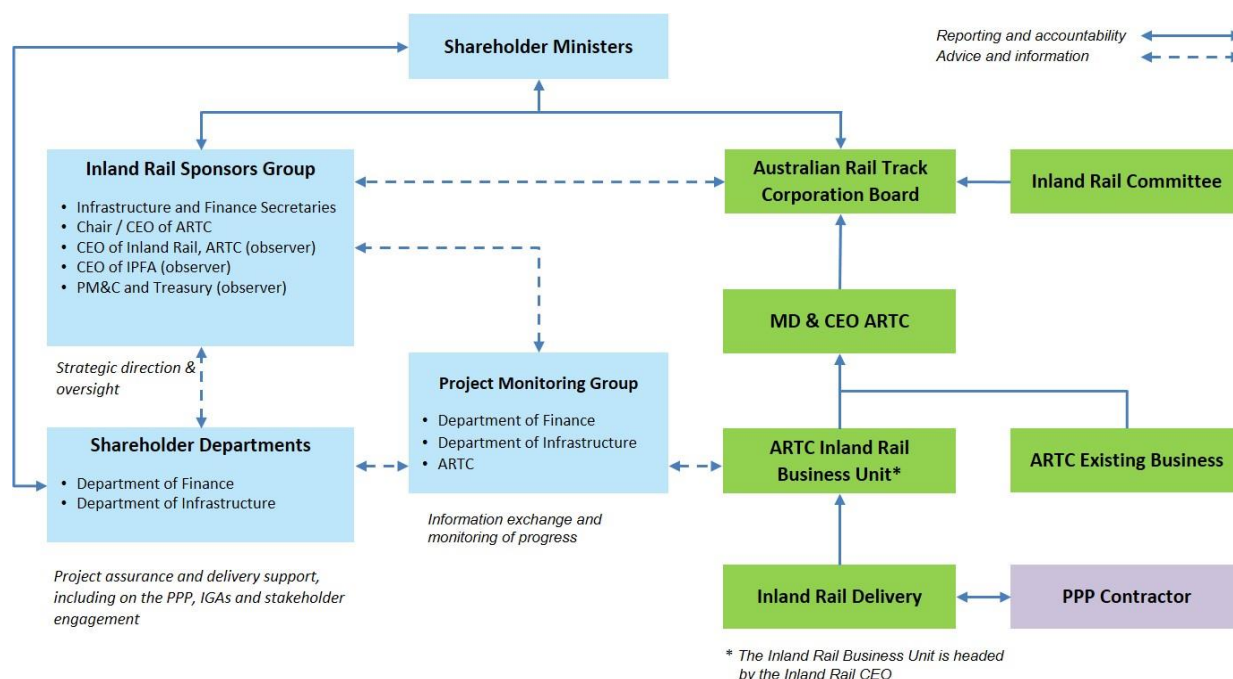 Shareholder Ministers
Reporting and accountability
Advice and information
Inland Rail Sponsors Group
• Infrastructure and Finance Secretaries
• Chair / CEO of ARTC
• CEO of Inland Rail, ARTC (observer)
• CEO of IPFA (observer)
• PM&C and Treasury (observer)
Australian Rail Track
Corporation Board
Inland Rail Committee
MD & CEO ARTC
Strategic direction &
oversight
Project Monitoring Group
• Department of Finance
• Department of Infrastructure
• ARTC
Shareholder Departments
• Department of Finance
• Department of Infrastructure
ARTC Inland Rail
Business Unit*
ARTC Existing Business
Information exchange and
monitoring of progress
Project assurance and delivery support,
including on the PPP, IGAs and stakeholder
engagement
Inland Rail Delivery
PPP Contractor
* The Inland Rail Business Unit is headed
by the Inland Rail CEO